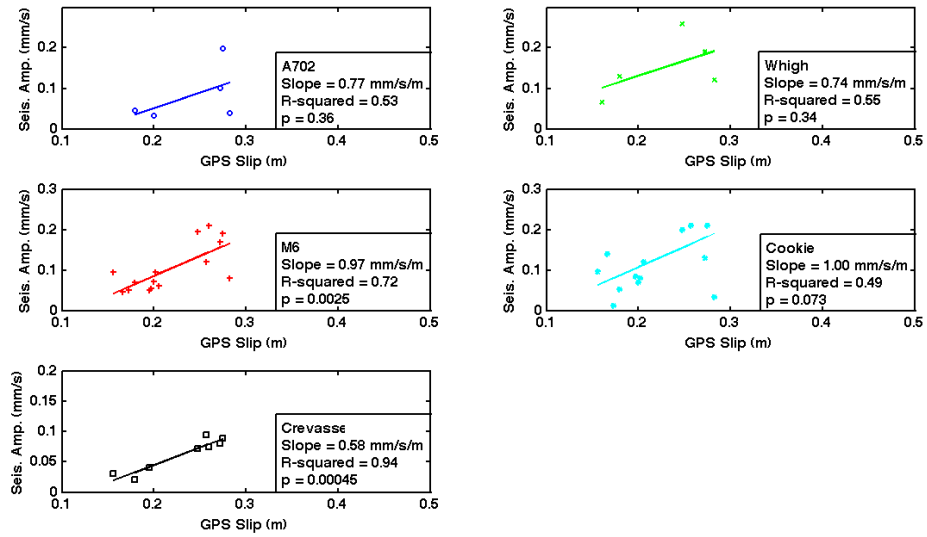 Seis. Amp. (mm/s)
0.2
0.1
0
A702
Slope = 0.77 mm/s/m
R-squared = 0.53
p = 0.36
0.1 0.2 0.3 0.4 0.5
GPS Slip (m)
Seis. Amp. (mm/s)
0.2
0.1
0
Whigh
Slope = 0.74 mm/s/m
R-squared = 0.55
p = 0.34
0.1 0.2 0.3 0.4 0.5
GPS Slip (m)
Seis. Amp. (mm/s)
0.3
0.2
0.1
0
M6
Slope = 0.97 mm/s/m
R-squared = 0.72
p = 0.0025
0.1 0.2 0.3 0.4 0.5
GPS Slip (m)
Seis. Amp. (mm/s)
0.3
0.2
0.1
0
Cookie
Slope = 1.00 mm/s/m
R-squared = 0.49
p = 0.073
0.1 0.2 0.3 0.4 0.5
GPS Slip (m)
Seis. Amp. (mm/s)
0.2
0.15
0.1
0.05
0
Crevasse
Slope = 0.58 mm/s/m
R-squared = 0.94
p = 0.00045
0.1 0.2 0.3 0.4 0.5
GPS Slip (m)